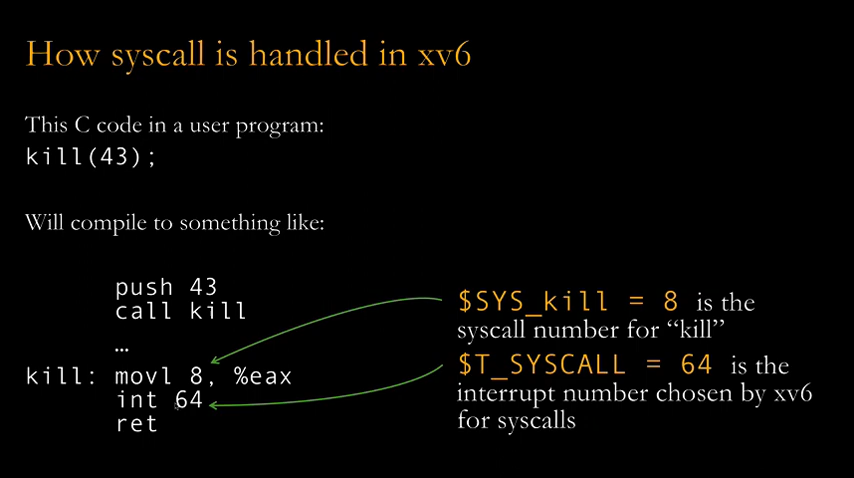 How syscall is handled in xv6
This C code in a user program:
kill(43);
Will compile to something like:
push 43
call kill
…
kill: movl 8, %eax
int 64
ret
$SYS_kill = 8 is the
syscall number for “kill”
$T_SYSCALL = 64 is the
interrupt number chosen by xv6
for syscalls